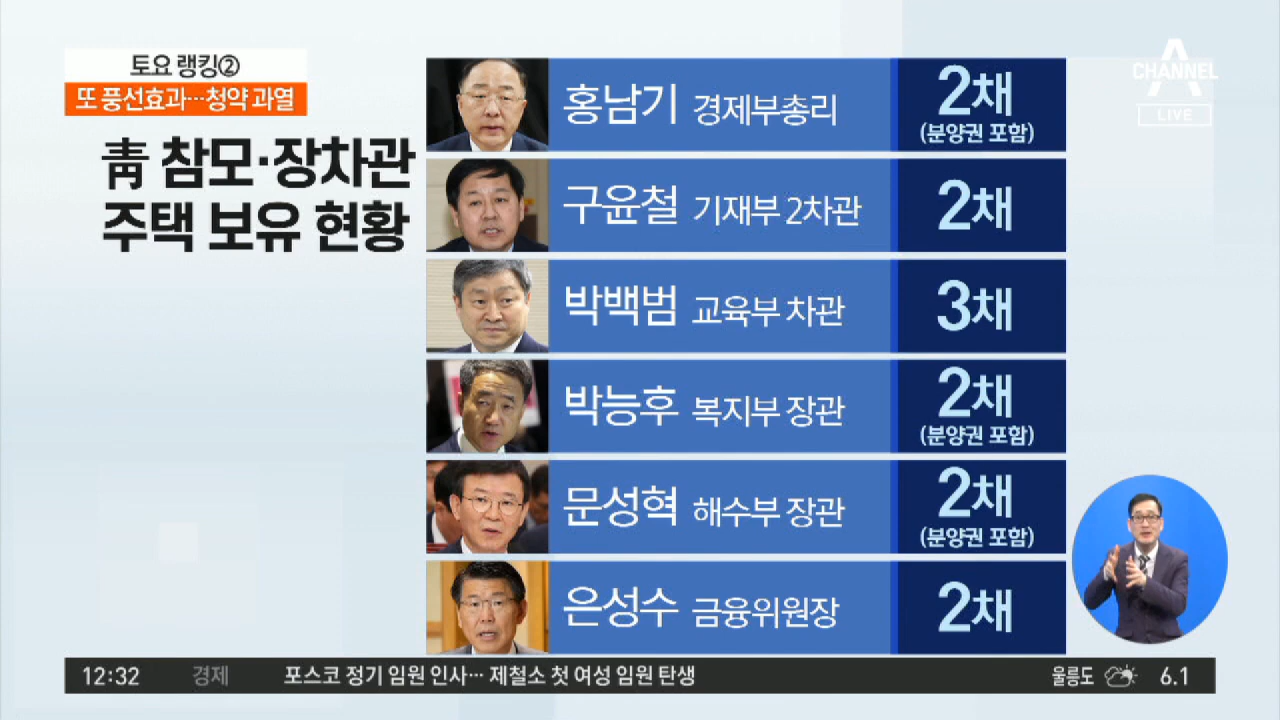 토요 랭킹②
또 풍선효과…청약 과열
靑 참모·장차관
주택 보유 현황
홍남기 경제부총리 2채
(분양권 포함)
구윤철 기재부 2차관 2채
박백범 교육부 차관 3채
박능후 복지부 장관 2채
(분양권 포함)
문성혁 해수부 장관 2채
(분양권 포함)
은성수 금융위원장 2채
CHANNEL
LIVE
12:32 경제 포스코 정기 임원 인사… 제철소 첫 여성 임원 탄생 울릉도 6.1